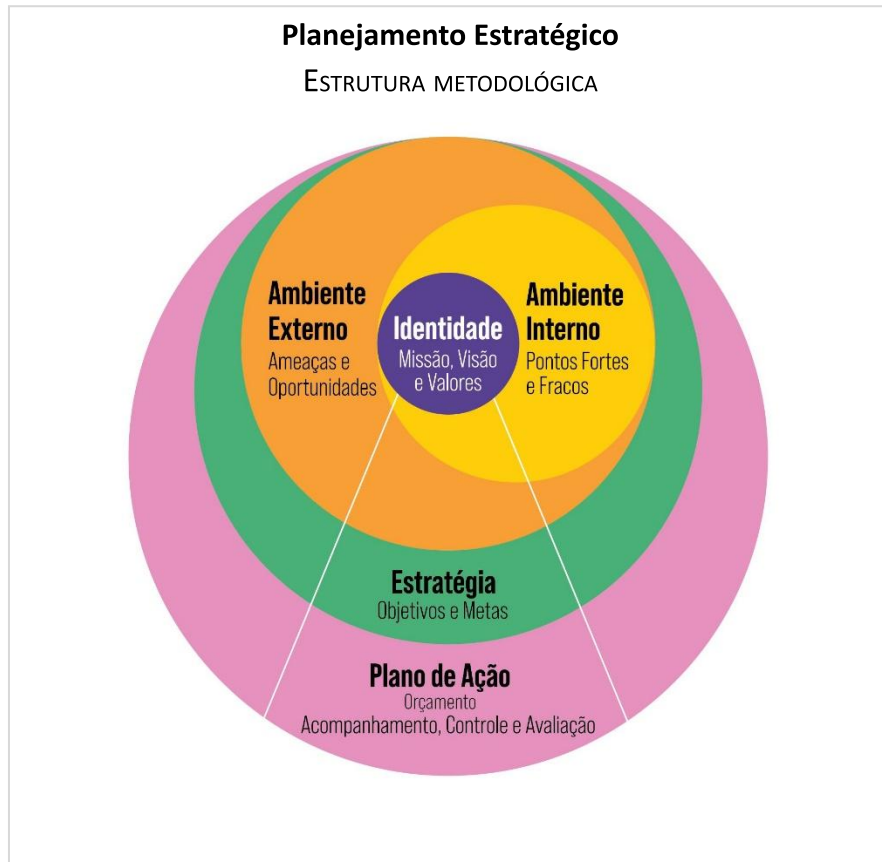 Planejamento Estratégico
ESTRUTURA METODOLÓGICA
Ambiente
Externo
Ameaças e
Oportunidades
Identidade
Missão, Visão
e Valores
Ambiente
Interno
Pontos Fortes
e Fracos
Estratégia
Objetivos e Metas
Plano de Ação
Orçamento
Acompanhamento, Controle e Avaliação